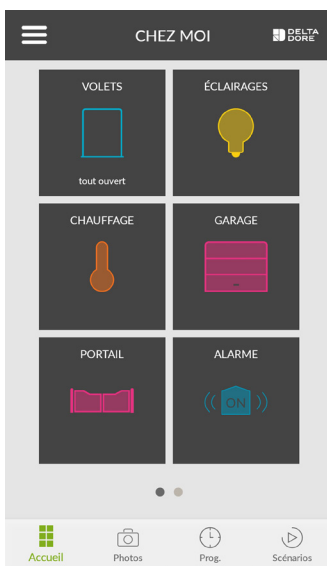 CHEZ MOI
DELTA
DORE
VOLETS
ÉCLAIRAGES
tout ouvert
CHAUFFAGE
GARAGE
PORTAIL
ALARME
ON
Accueil
Photos
Prog.
Scénarios